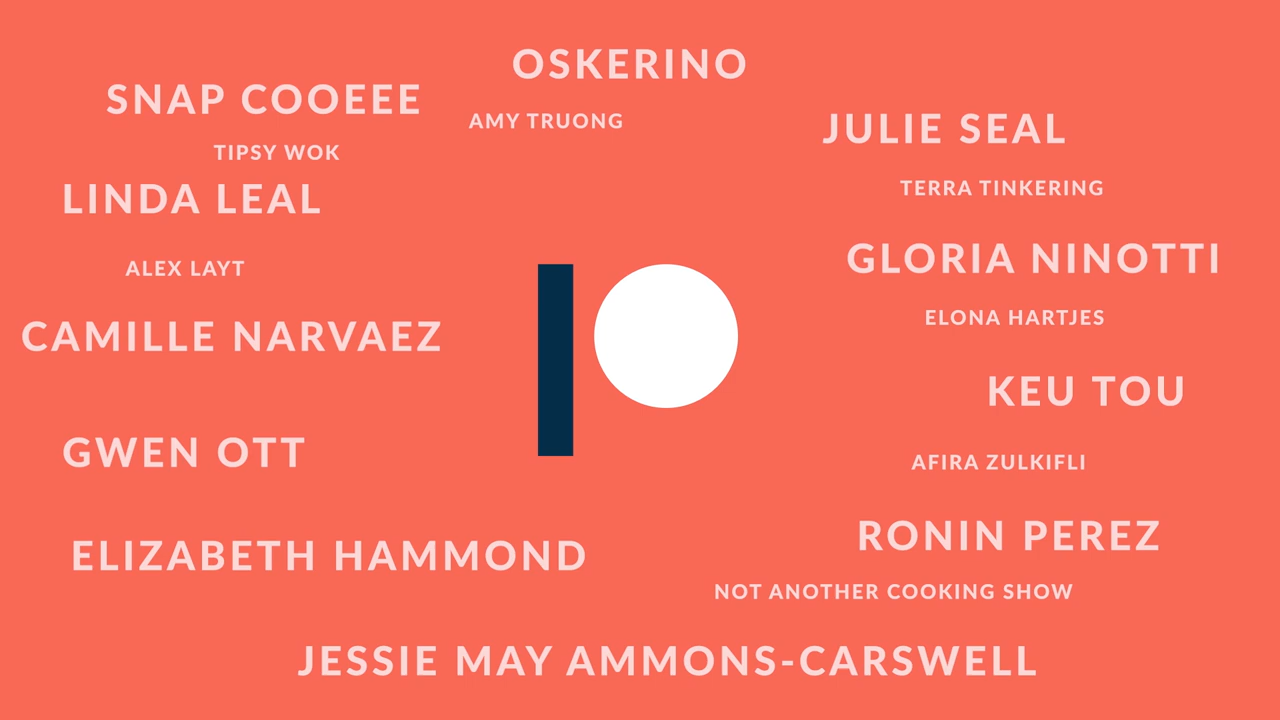 OSKERINO
SNAP COOEEE
AMY TRUONG
JULIE SEAL
TIPSY WOK
TERRA TINKERING
LINDA LEAL
GLORIA NINOTTI
ALEX LAYT
ELONA HARTJES
CAMILLE NARVAEZ
KEU TOU
GWEN OTT
AFIRA ZULKIFLI
RONIN PEREZ
ELIZABETH HAMMOND
NOT ANOTHER COOKING SHOW
JESSIE MAY AMMONS-CARSWELL